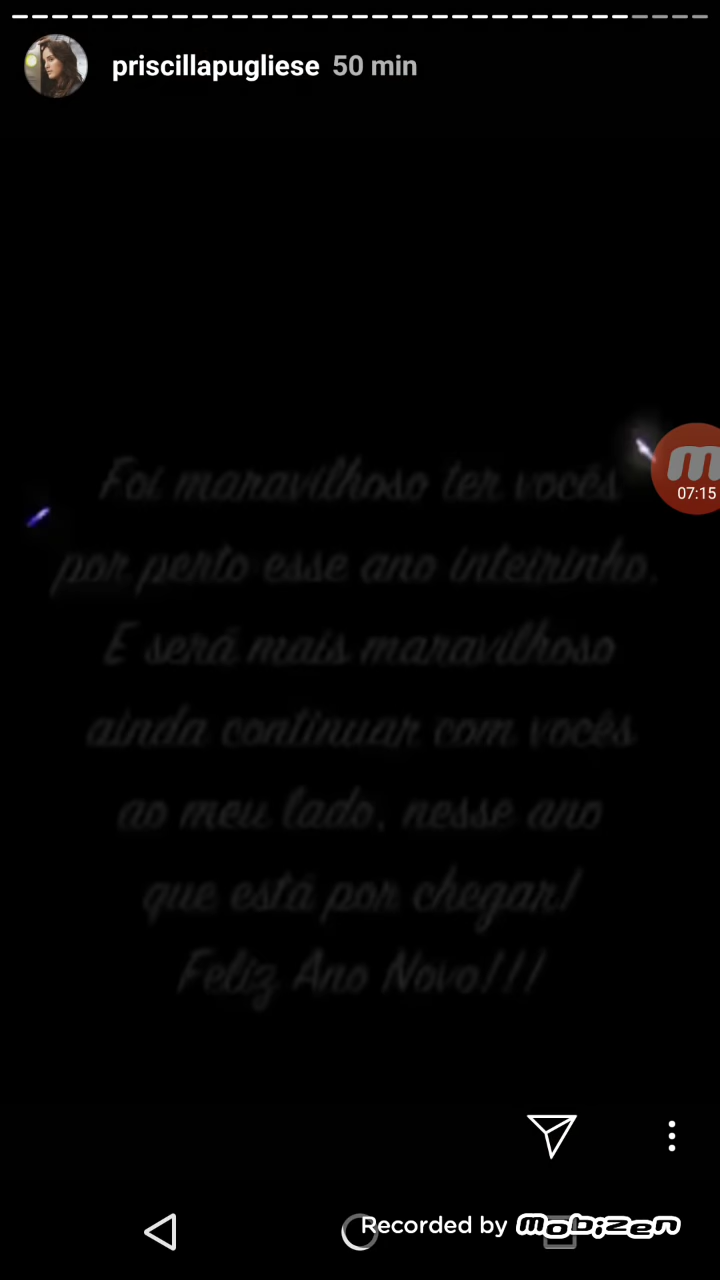 priscillapugliese 50 min
07:15
Foi maravilhoso ter vocês
por perto esse ano inteirinho.
E será mais maravilhoso
ainda continuar com vocês
ao meu lado, nesse ano
que está por chegar!
Feliz Ano Novo!!!
Recorded by mobizen